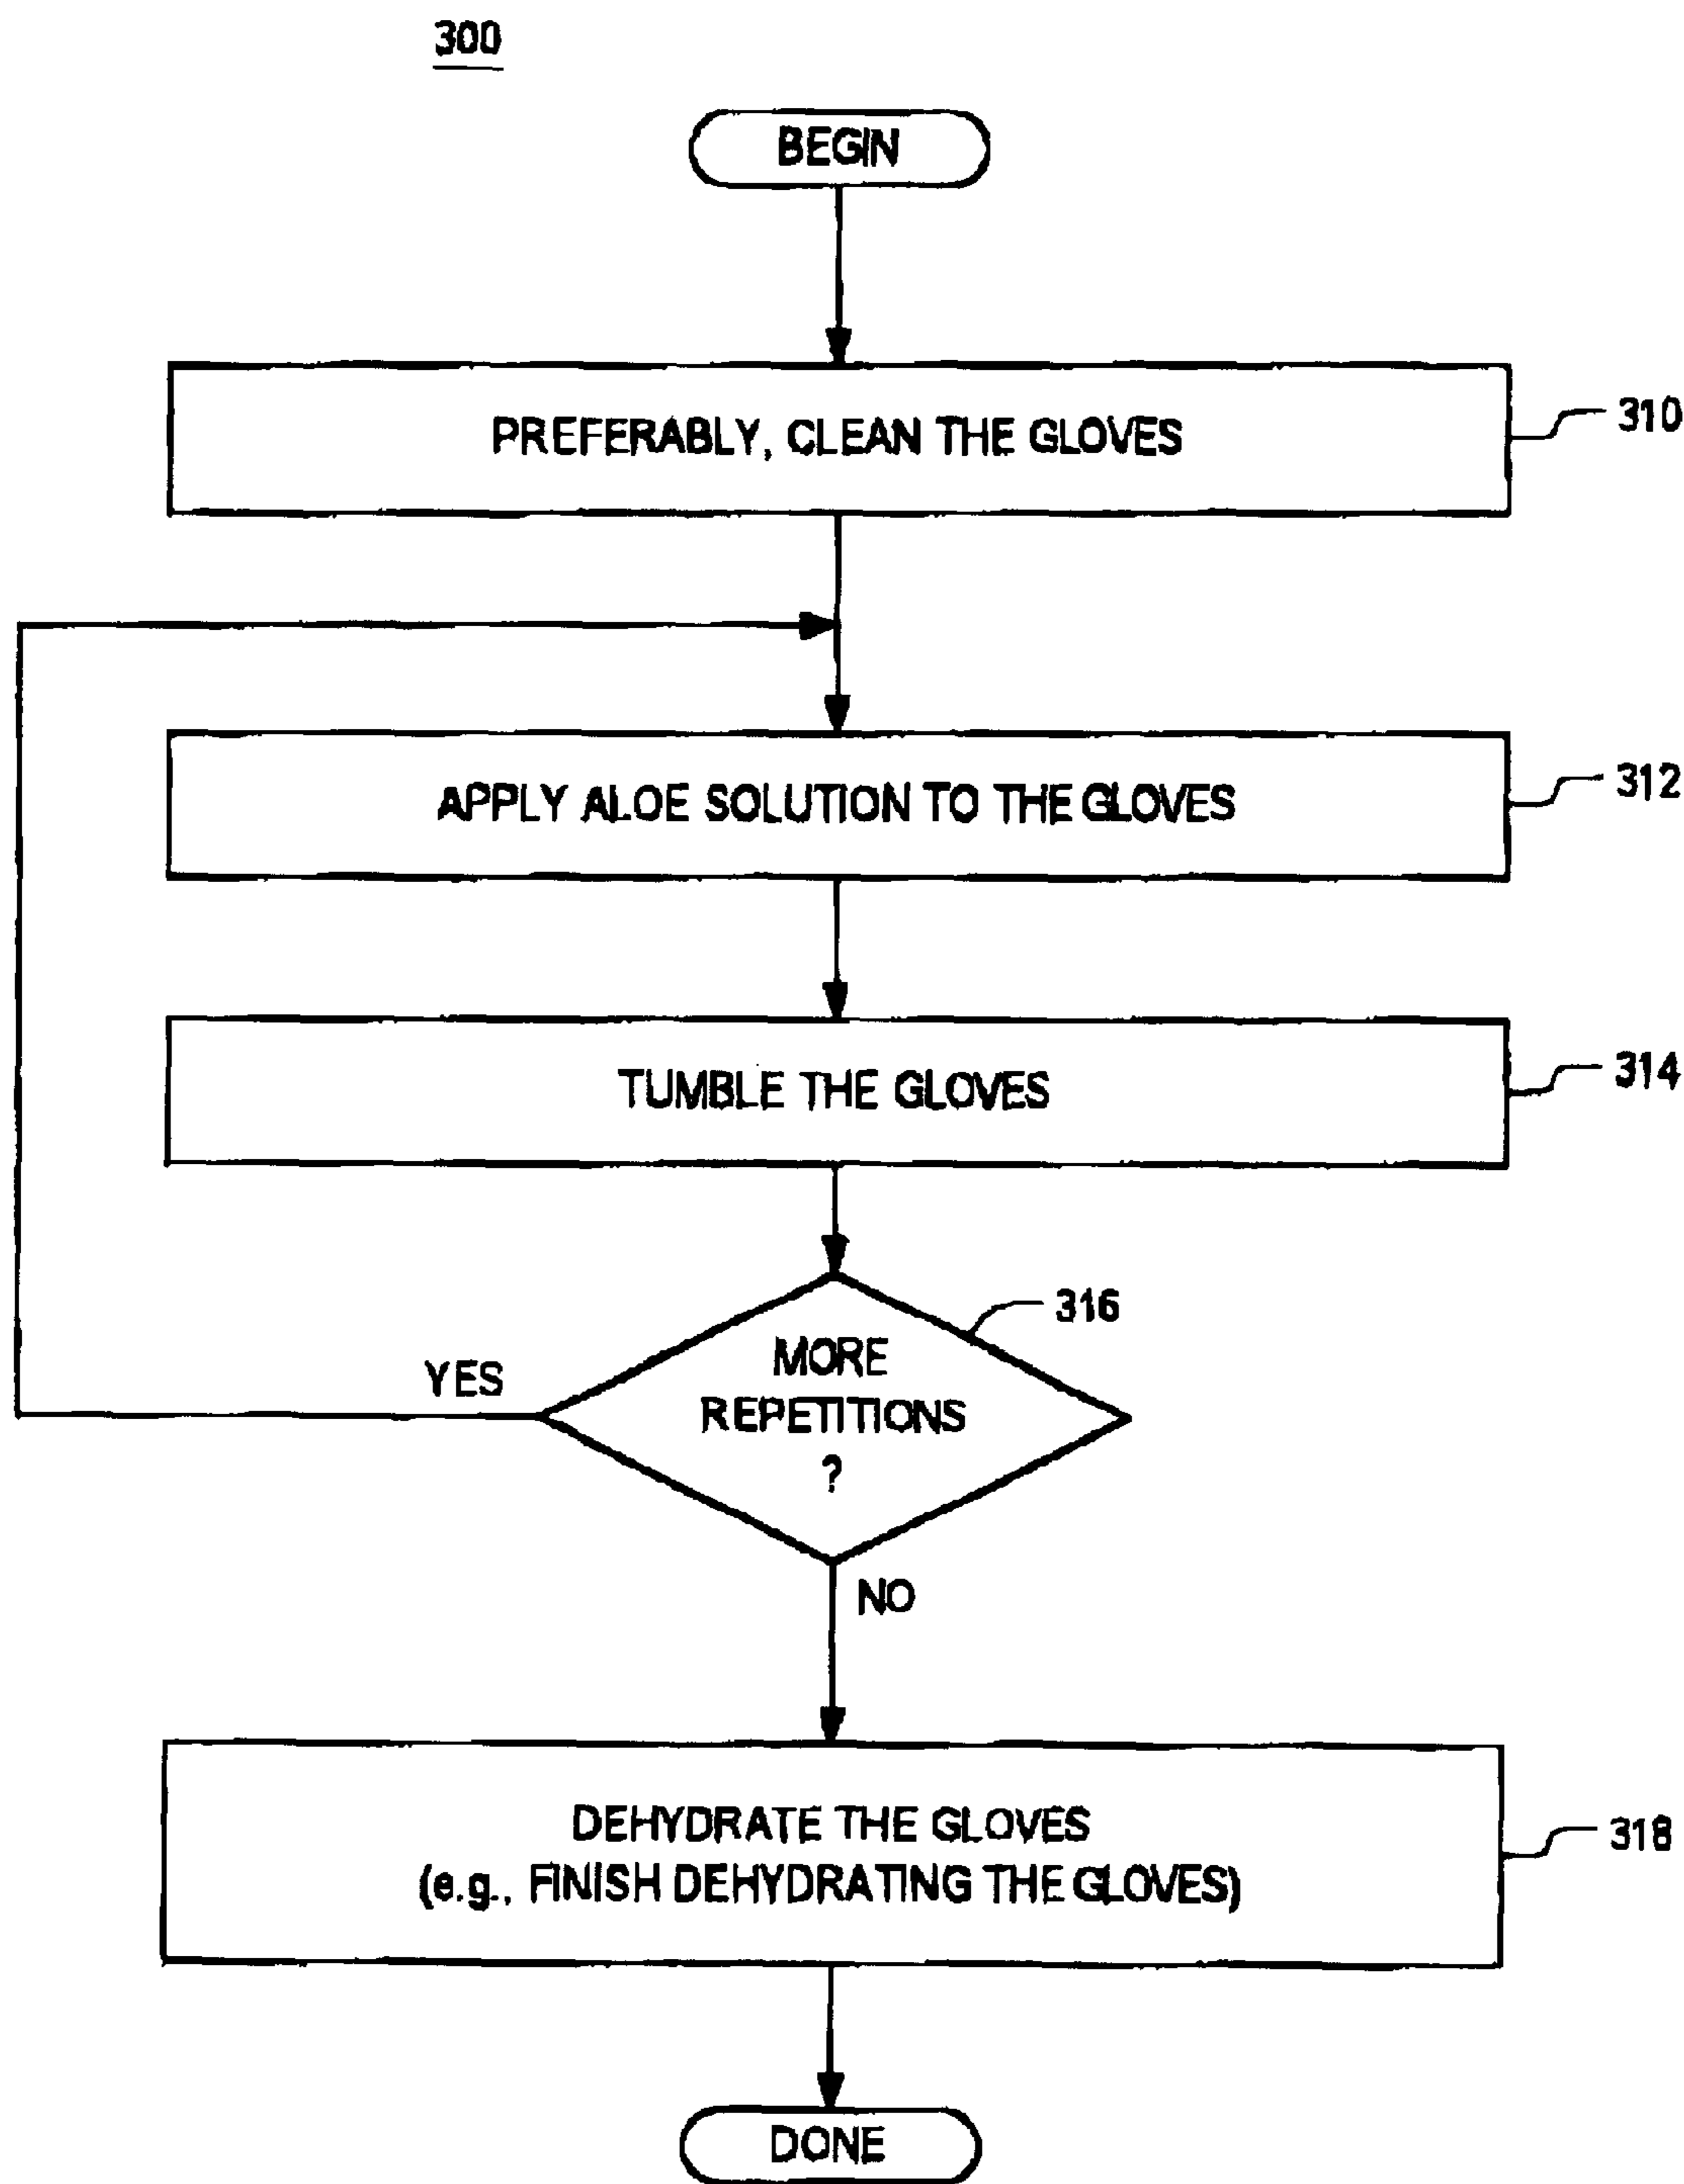 300
BEGIN
PREFERABLY, CLEAN THE GLOVES
310
APPLY ALOE SOLUTION TO THE GLOVES
312
TUMBLE THE GLOVES
314
316
MORE
REPETITIONS
?
YES
NO
DEHYDRATE THE GLOVES
(e.g., FINISH DEHYDRATING THE GLOVES)
318
DONE